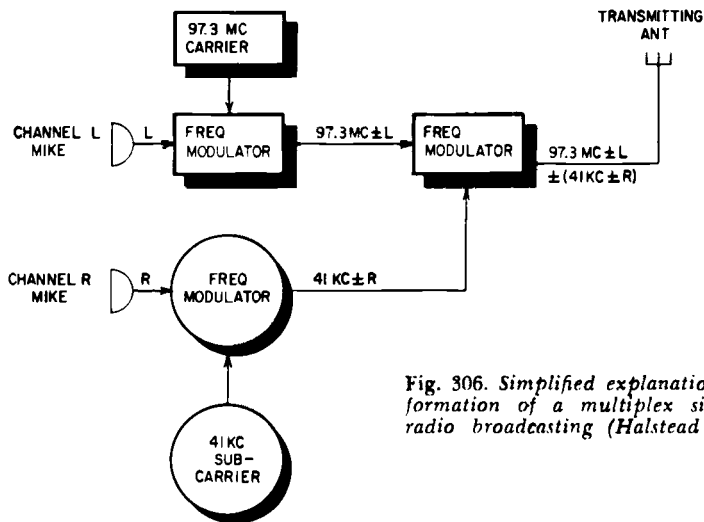 TRANSMITTING
ANT
97.3 MC
CARRIER
CHANNEL L
MIKE
L
FREQ
MODULATOR
97.3 MC ± L
FREQ
MODULATOR
97.3 MC ± L
± (41 KC ± R)
CHANNEL R
MIKE
R
FREQ
MODULATOR
41 KC ± R
41 KC
SUB-
CARRIER
Fig. 306. Simplified
formation of a multiplex
radio broadcasting (Halstead